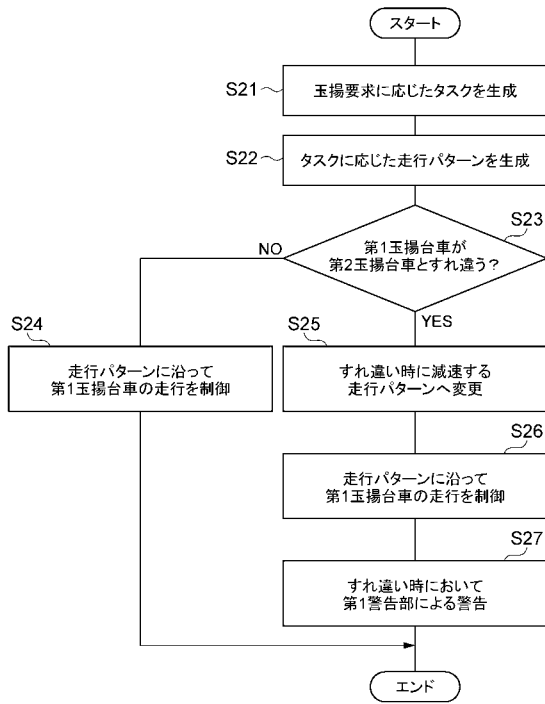 スタート
S21
玉揚要求に応じたタスクを生成
S22
タスクに応じた走行パターンを生成
S23
第1玉揚台車が
第2玉揚台車とすれ違う?
NO
YES
S24
走行パターンに沿って
第1玉揚台車の走行を制御
S25
すれ違い時に減速する
走行パターンへ変更
S26
走行パターンに沿って
第1玉揚台車の走行を制御
S27
すれ違い時において
第1警告部による警告
エンド